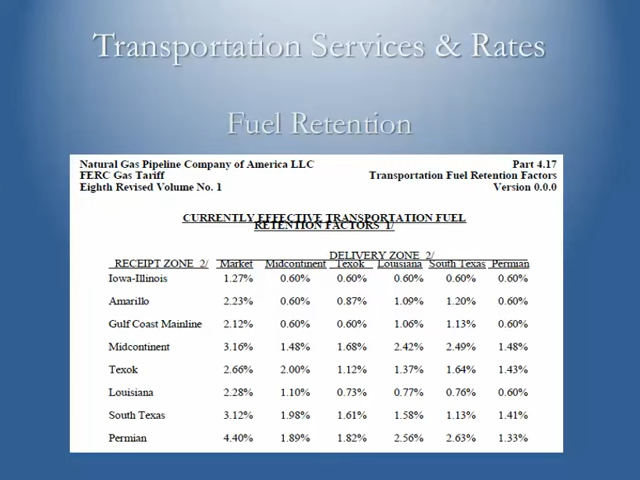 Transportation Services & Rates
Fuel Retention
Natural Gas Pipeline Company of America LLC Part 4.17
FERC Gas Tariff Transportation Fuel Retention Factors
Eighth Revised Volume No. 1 Version 0.0.0
CURRENTLY EFFECTIVE TRANSPORTATION FUEL
RETENTION FACTORS 1/
DELIVERY ZONE 2/
RECEIPT ZONE 2/ Market Midcontinent Texok Louisiana South Texas Permian
Iowa-Illinois 1.27% 0.60% 0.60% 0.60% 0.60% 0.60%
Amarillo 2.23% 0.60% 0.87% 1.09% 1.20% 0.60%
Gulf Coast Mainline 2.12% 0.60% 0.60% 1.06% 1.13% 0.60%
Midcontinent 3.16% 1.48% 1.68% 2.42% 2.49% 1.48%
Texok 2.66% 2.00% 1.12% 1.37% 1.64% 1.43%
Louisiana 2.28% 1.10% 0.73% 0.77% 0.76% 0.60%
South Texas 3.12% 1.98% 1.61% 1.58% 1.13% 1.41%
Permian 4.40% 1.89% 1.82% 2.56% 2.63% 1.33%